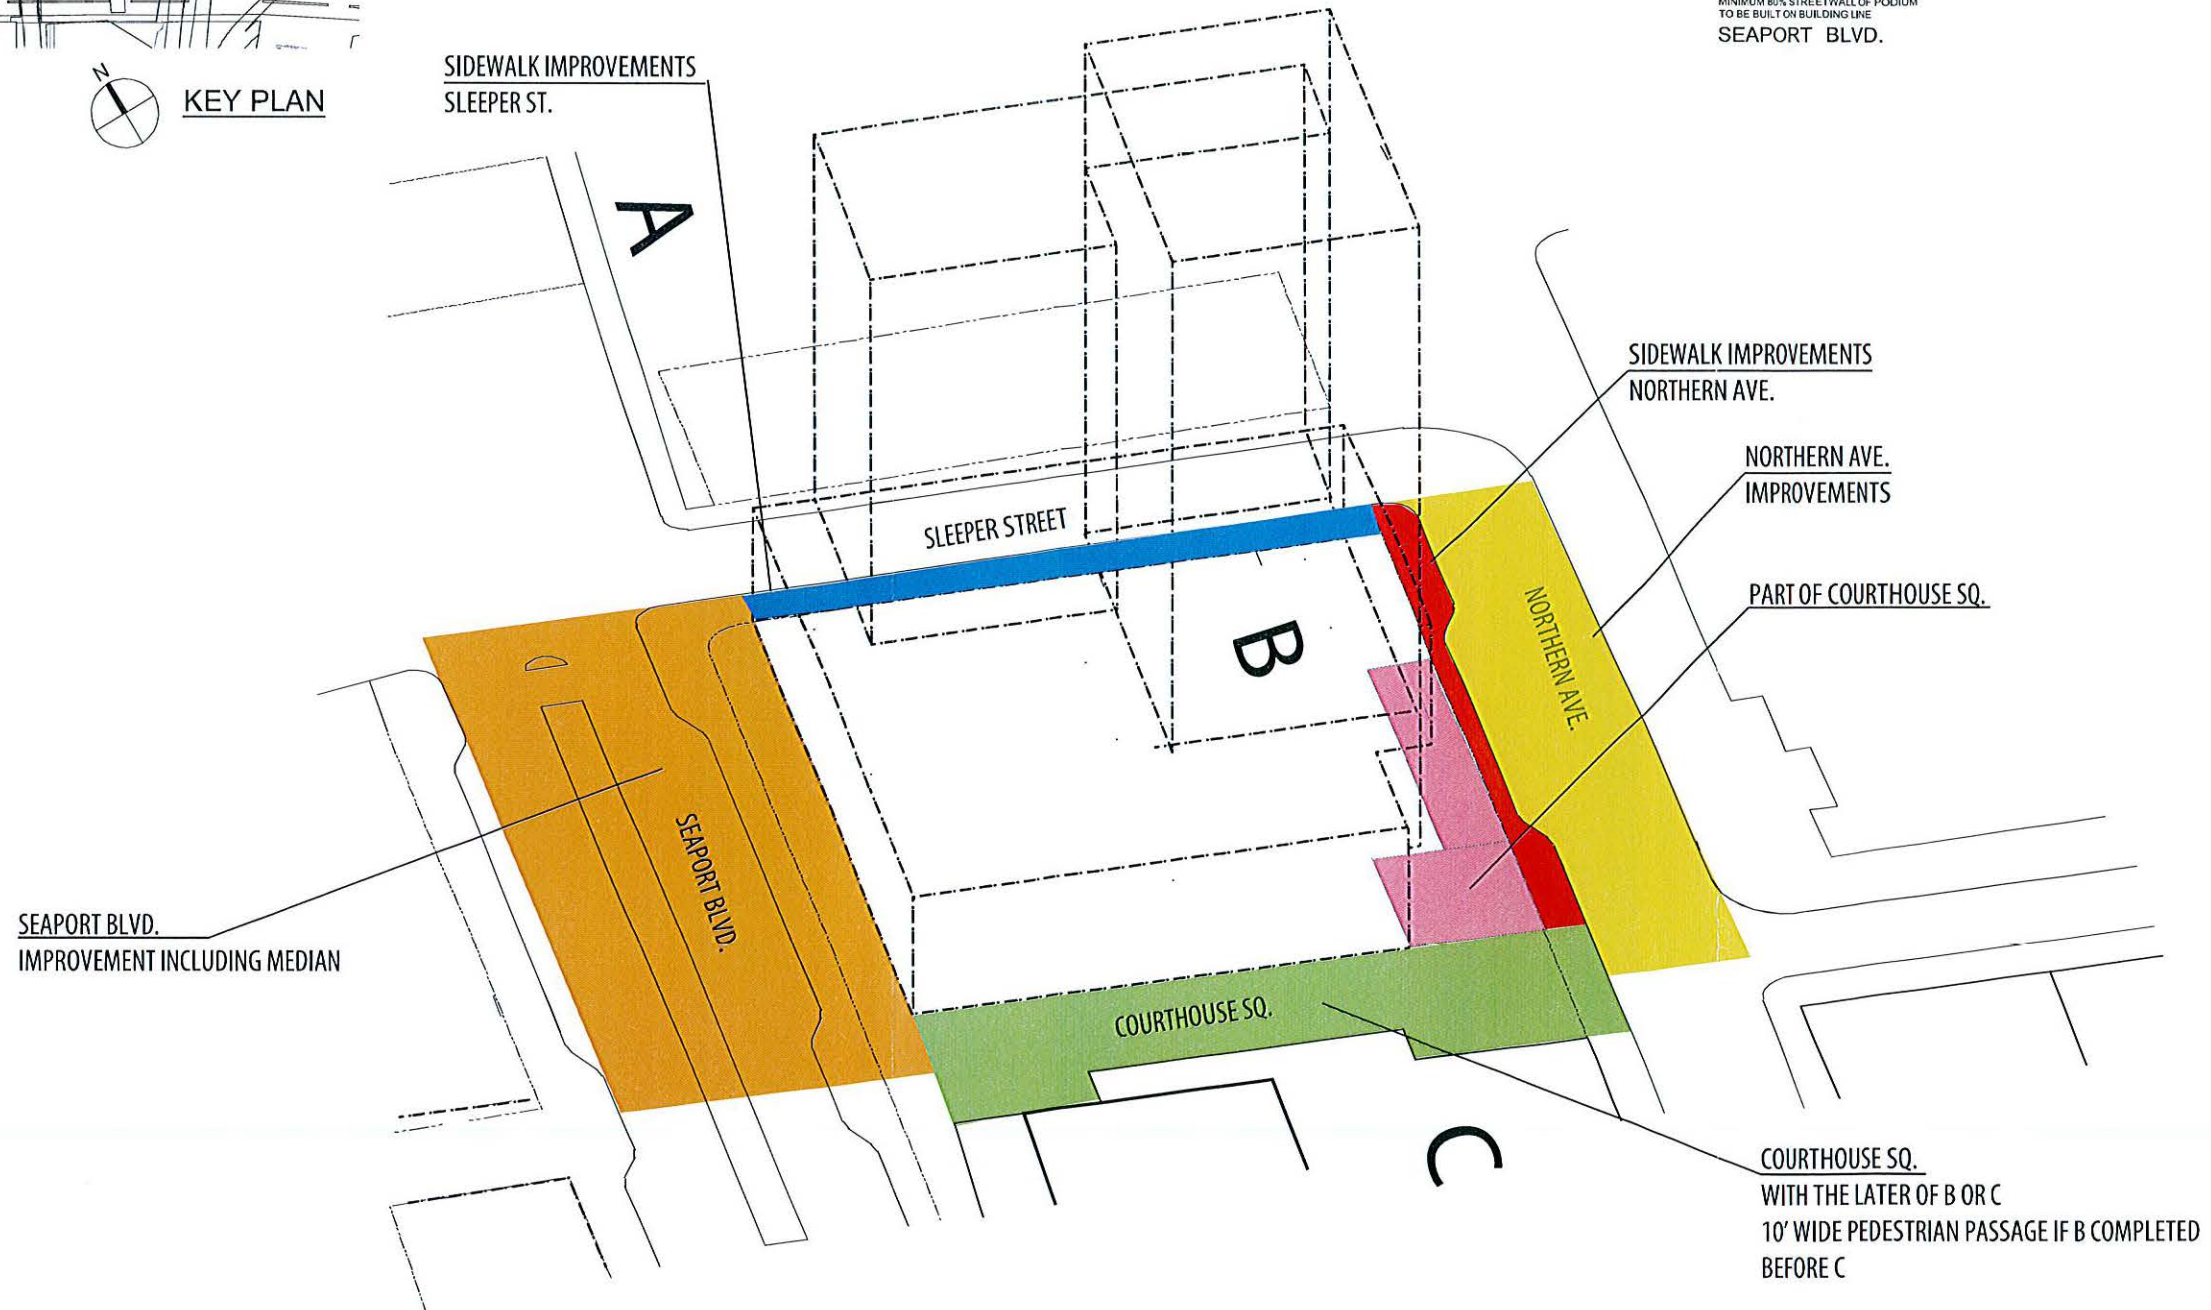 MINIMUM 80% STREETWALL OF PODIUM
TO BE BUILT ON BUILDING LINE
SEAPORT BLVD.
N
KEY PLAN
SIDEWALK IMPROVEMENTS
SLEEPER ST.
A
SIDEWALK IMPROVEMENTS
NORTHERN AVE.
NORTHERN AVE.
IMPROVEMENTS
SLEEPER STREET
PART OF COURTHOUSE SQ.
B
NORTHERN AVE.
SEAPORT BLVD.
SEAPORT BLVD.
IMPROVEMENT INCLUDING MEDIAN
COURTHOUSE SQ.
C
COURTHOUSE SQ.
WITH THE LATER OF B OR C
10' WIDE PEDESTRIAN PASSAGE IF B COMPLETED
BEFORE C